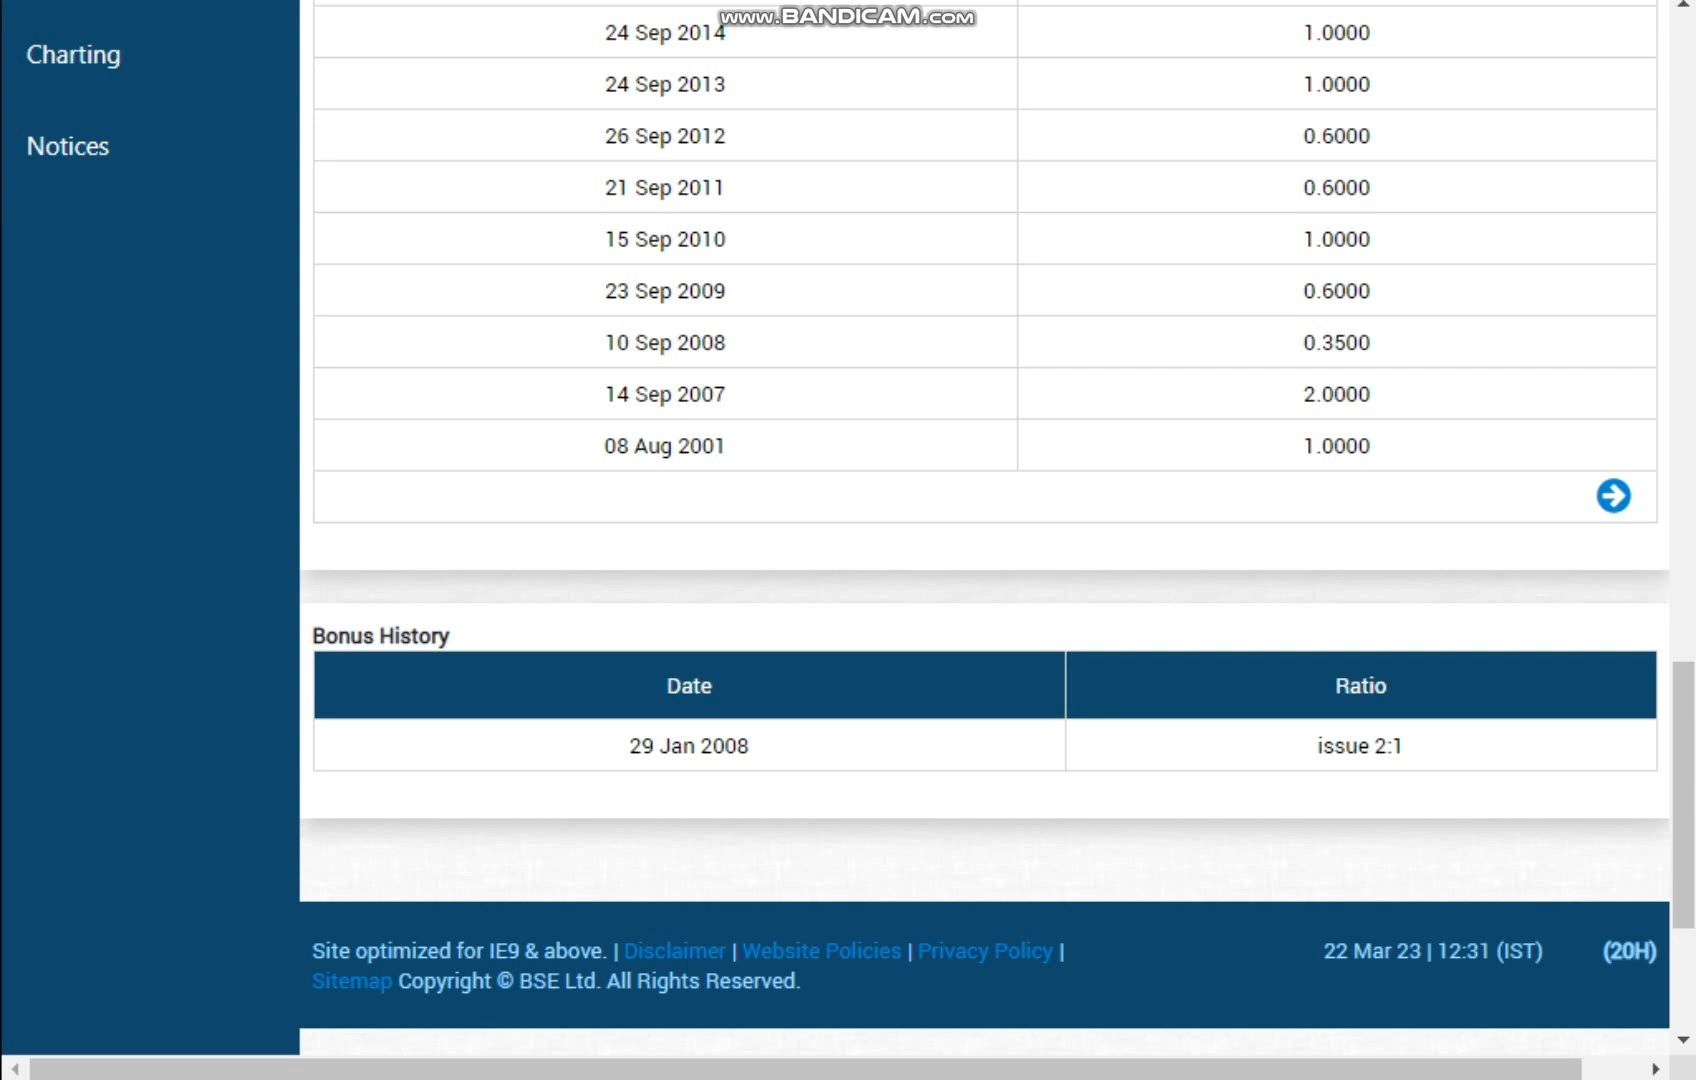 www.BANDICAM.com
Charting
Notices
24 Sep 2014 1.0000
24 Sep 2013 1.0000
26 Sep 2012 0.6000
21 Sep 2011 0.6000
15 Sep 2010 1.0000
23 Sep 2009 0.6000
10 Sep 2008 0.3500
14 Sep 2007 2.0000
08 Aug 2001 1.0000
Bonus History
Date Ratio
29 Jan 2008 issue 2:1
Site optimized for IE9 & above. | Disclaimer | Website Policies | Privacy Policy | 22 Mar 23 | 12:31 (IST) (20H)
Sitemap Copyright © BSE Ltd. All Rights Reserved.